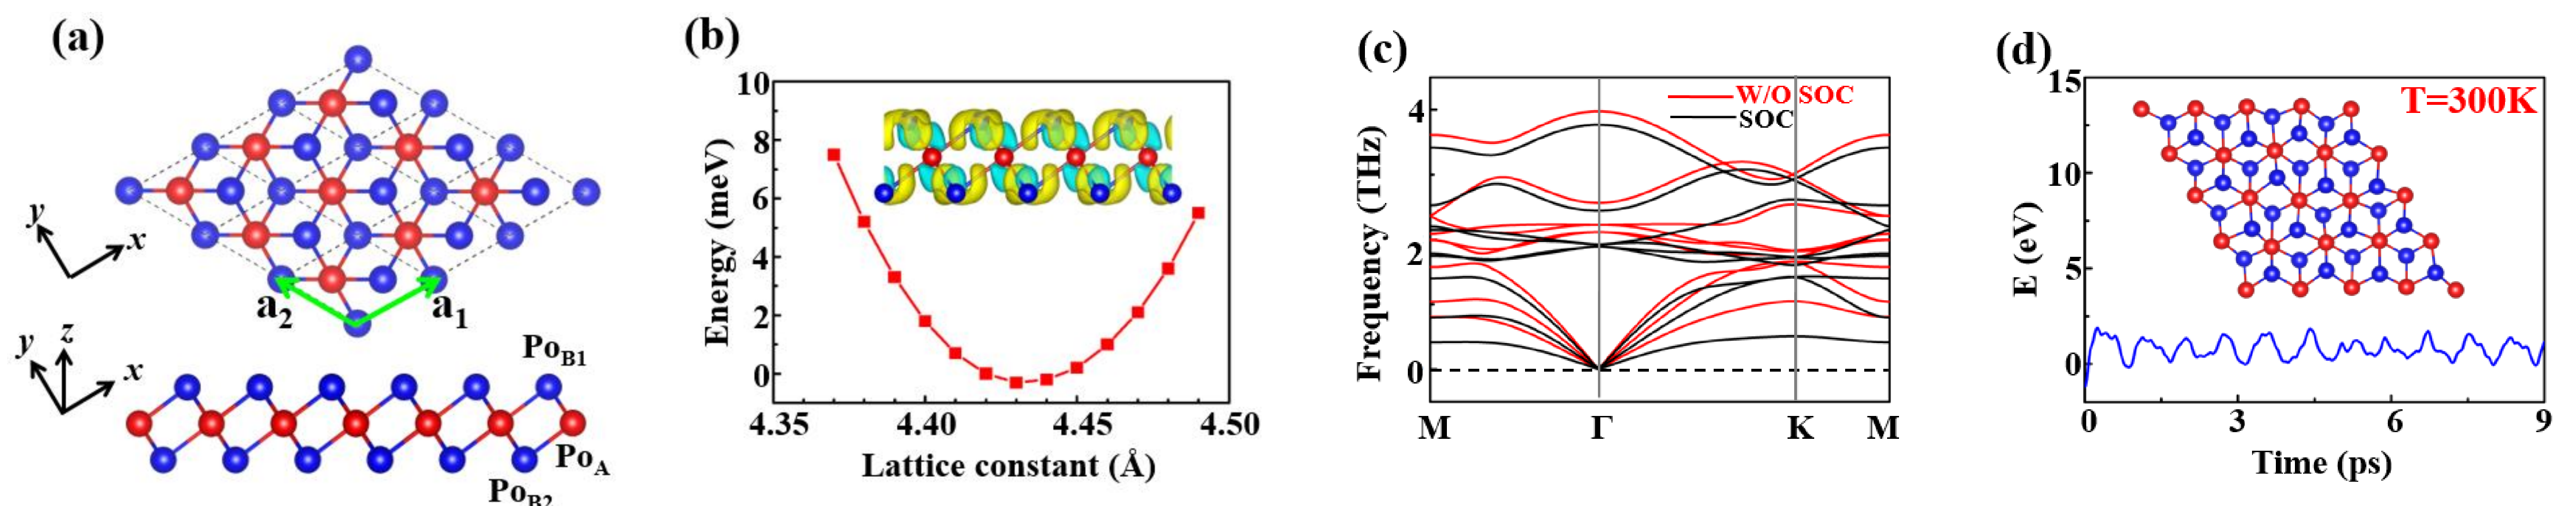 (a)
y
x
a2
a1
y
z
x
PoB1
PoA
PoB2
(b)
Energy (meV)
10
8
6
4
2
0
4.35
4.40
4.45
4.50
Lattice constant (Å)
(c)
Frequency (THz)
4
2
0
W/O SOC
SOC
M
Γ
K
M
(d)
E (eV)
15
10
5
0
T=300K
0
3
6
9
Time (ps)